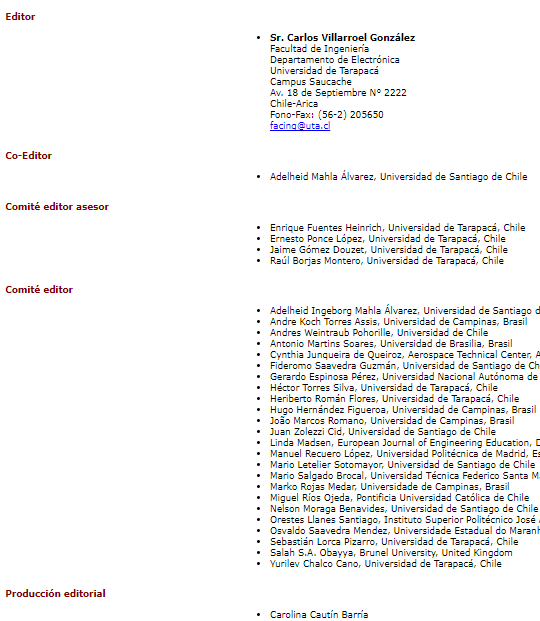 Editor
Sr. Carlos Villarroel González
Facultad de Ingeniería
Departamento de Electrónica
Universidad de Tarapacá
Campus Saucache
Av. 18 de Septiembre Nº 2222
Chile-Arica
Fono-Fax: (56-2) 205650
facing@uta.cl
Co-Editor
Adelheid Mahla Álvarez, Universidad de Santiago de Chile
Comité editor asesor
Enrique Fuentes Heinrich, Universidad de Tarapacá, Chile
Ernesto Ponce López, Universidad de Tarapacá, Chile
Jaime Gómez Douzet, Universidad de Tarapacá, Chile
Raúl Borjas Montero, Universidad de Tarapacá, Chile
Comité editor
Adelheid Ingeborg Mahla Álvarez, Universidad de Santiago d
Andre Koch Torres Assis, Universidad de Campinas, Brasil
Andres Weintraub Pohorille, Universidad de Chile
Antonio Martins Soares, Universidad de Brasilia, Brasil
Cynthia Junqueira de Queiroz, Aerospace Technical Center, A
Fideromo Saavedra Guzmán, Universidad de Santiago de Ch
Gerardo Espinosa Pérez, Universidad Nacional Autónoma de
Héctor Torres Silva, Universidad de Tarapacá, Chile
Heriberto Román Flores, Universidad de Tarapacá, Chile
Hugo Hernández Figueroa, Universidad de Campinas, Brasil
João Marcos Romano, Universidad de Campinas, Brasil
Juan Zolezzi Cid, Universidad de Santiago de Chile
Linda Madsen, European Journal of Engineering Education, D
Manuel Recuero López, Universidad Politécnica de Madrid, Es
Mario Letelier Sotomayor, Universidad de Santiago de Chile
Mario Salgado Brocal, Universidad Técnica Federico Santa M
Marko Rojas Medar, Universidade de Campinas, Brasil
Miguel Ríos Ojeda, Pontificia Universidad Católica de Chile
Nelson Moraga Benavides, Universidad de Santiago de Chile
Orestes Llanes Santiago, Instituto Superior Politécnico José
Osvaldo Saavedra Mendez, Universidade Estadual do Maranh
Sebastián Lorca Pizarro, Universidad de Tarapacá, Chile
Salah S.A. Obayya, Brunel University, United Kingdom
Yurilev Chalco Cano, Universidad de Tarapacá, Chile
Producción editorial
Carolina Cautín Barría